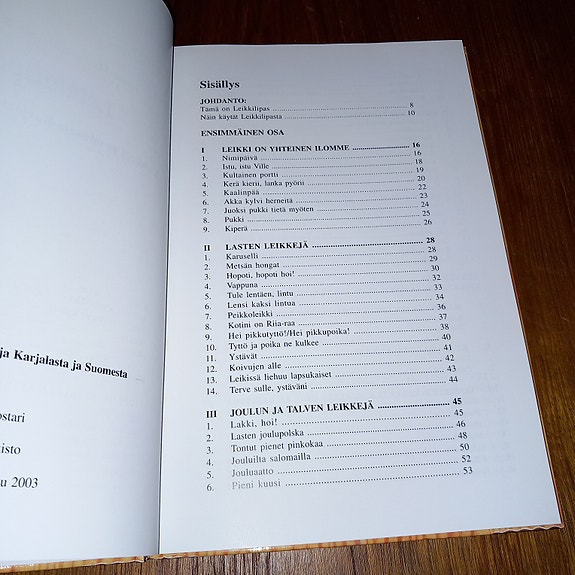 ja Karjalasta ja Suomesta
ostari
isto
u 2003
Sisällys
JOHDANTO:
Tämä on Leikkilipas 8
Näin käytät Leikkilipasta 10
ENSIMMÄINEN OSA
I LEIKKI ON YHTEINEN ILOMME 16
1. Nimipäivä 16
2. Istu, istu Ville 18
3. Kultainen portti 19
4. Kerä kierii, lanka pyörii 20
5. Kaalinpää 22
6. Akka kylvi herneitä 23
7. Juoksi pukki tietä myöten 24
8. Pukki 25
9. Kiperä 26
II LASTEN LEIKKEJÄ 28
1. Karuselli 28
2. Metsän hongat 29
3. Hopoti, hopoti hoi! 30
4. Vappuna 32
5. Tule lentäen, lintu 33
6. Lensi kaksi lintua 34
7. Peikkoleikki 36
8. Kotini on Riia-raa 37
9. Hei pikkutyttö!/Hei pikkupoika! 38
10. Tyttö ja poika ne kulkee 40
11. Ystävät 41
12. Koivujen alle 42
13. Leikissä liehuu lapsukaiset 43
14. Terve sulle, ystäväni 44
III JOULUN JA TALVEN LEIKKEJÄ 45
1. Lakki, hoi! 45
2. Lasten joulupolska 46
3. Tontut pienet pinkokaa 48
4. Jouluilta salomailla 50
5. Jouluaatto 52
6. Pieni kuusi 53